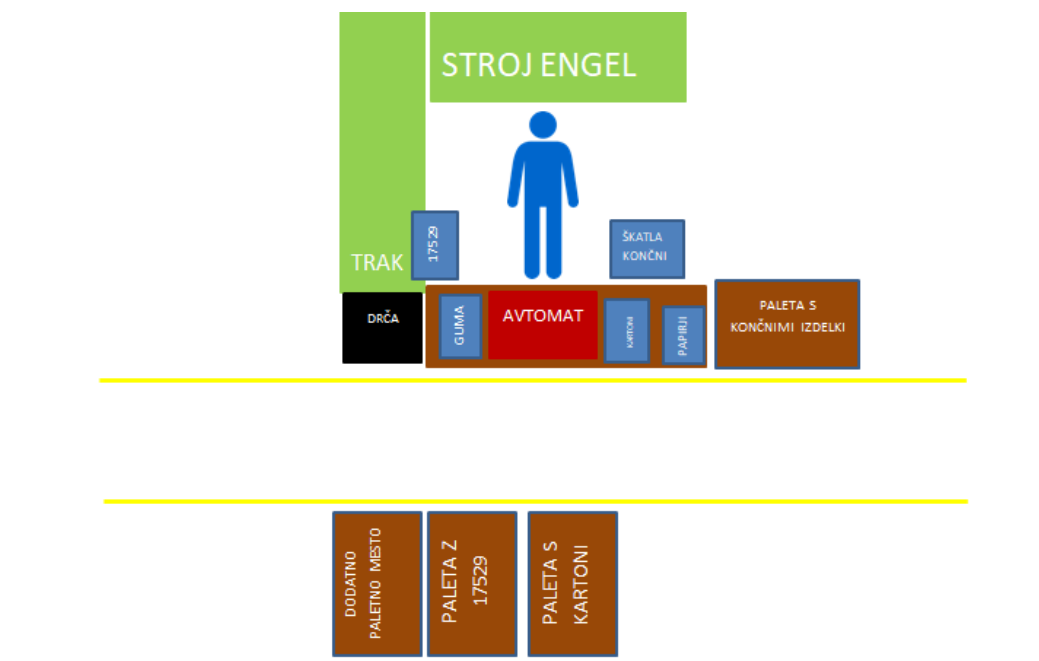 STROJ ENGEL
TRAK
17529
ŠKATLA
KONČNI
DRČA
GUMA
AVTOMAT
KARTONI
PAPIRJI
PALETA S
KONČNIMI IZDELKI
DODATNO
PALETNO MESTO
PALETA Z
17529
PALETA S
KARTONI